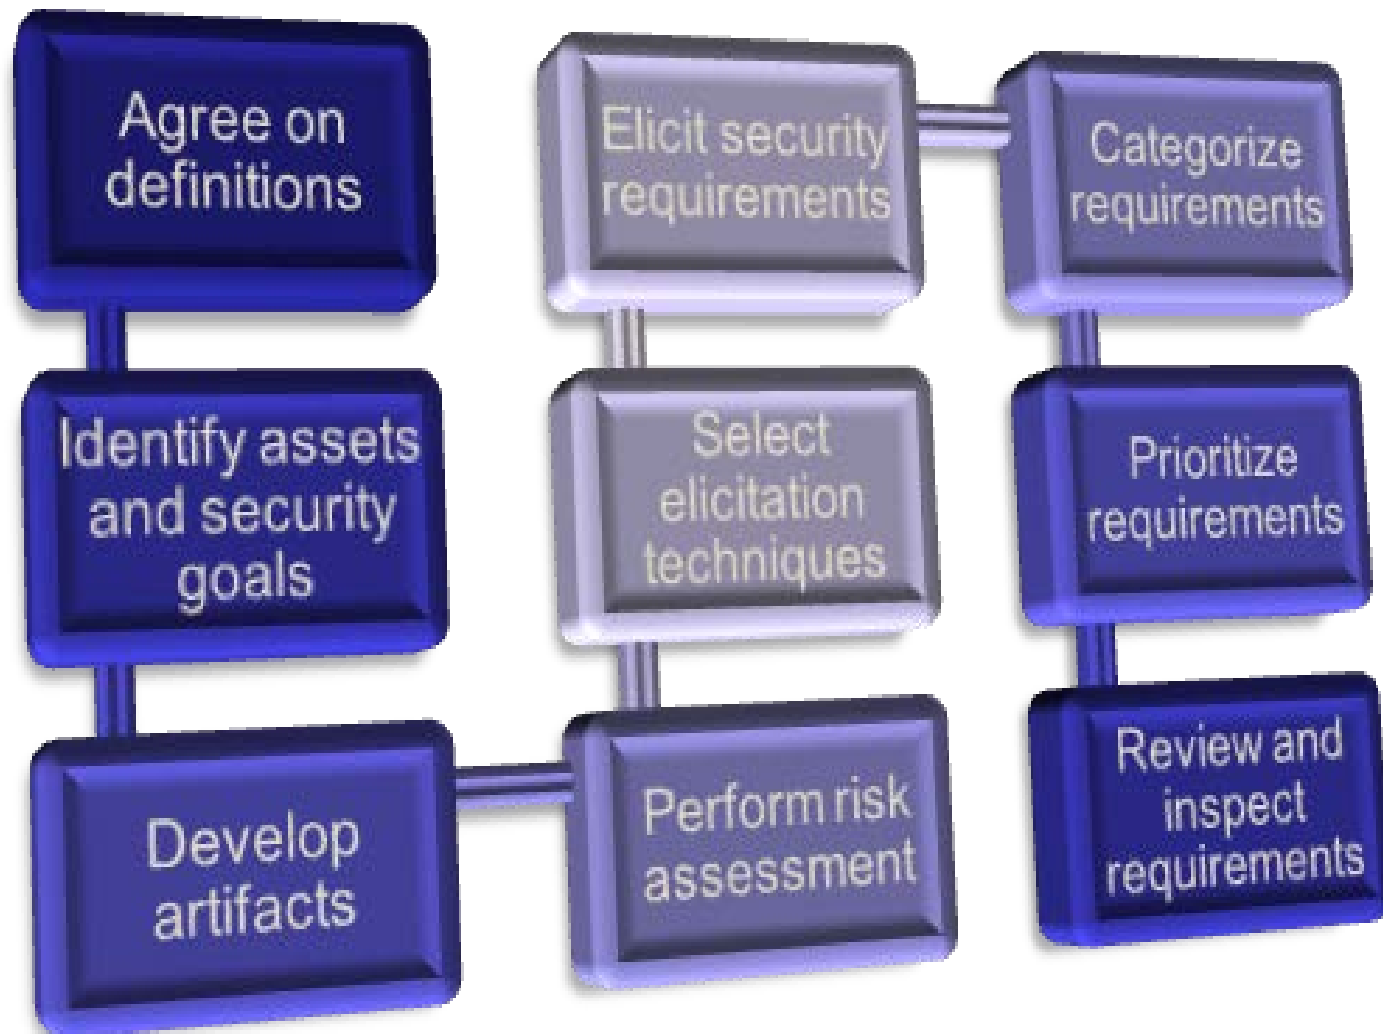 Agree on
definitions
Identify assets
and security
goals
Develop
artifacts
Perform risk
assessment
Select
elicitation
techniques
Elicit security
requirements
Categorize
requirements
Prioritize
requirements
Review and
inspect
requirements